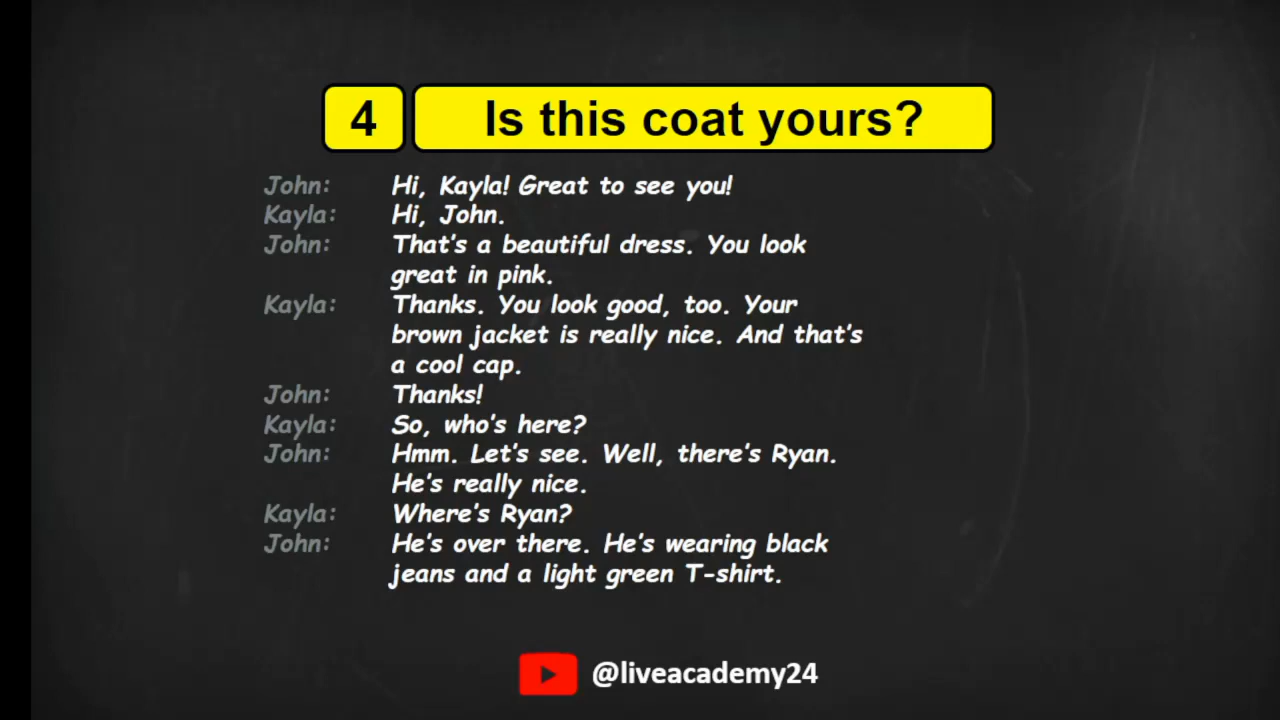 4 Is this coat yours?
John: Hi, Kayla! Great to see you!
Kayla: Hi, John.
John: That's a beautiful dress. You look
great in pink.
Kayla: Thanks. You look good, too. Your
brown jacket is really nice. And that's
a cool cap.
John: Thanks!
Kayla: So, who's here?
John: Hmm. Let's see. Well, there's Ryan.
He's really nice.
Kayla: Where's Ryan?
John: He's over there. He's wearing black
jeans and a light green T-shirt.
@liveacademy24